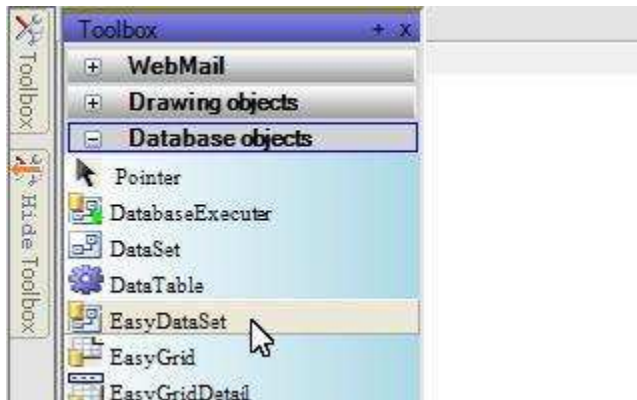 Toolbox + x
WebMail
Drawing objects
Database objects
Pointer
DatabaseExecuter
DataSet
DataTable
EasyDataSet
EasyGrid
EasyGridDetail
Toolbox
Hide Toolbox